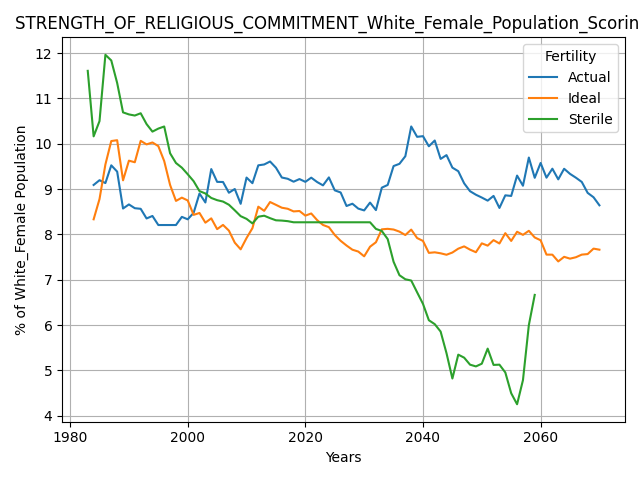 STRENGTH_OF_RELIGIOUS_COMMITMENT_White_Female_Population_Scorin
% of White_Female Population
12
11
10
9
8
7
6
5
4
Fertility
Actual
Ideal
Sterile
1980
2000
2020
2040
2060
Years